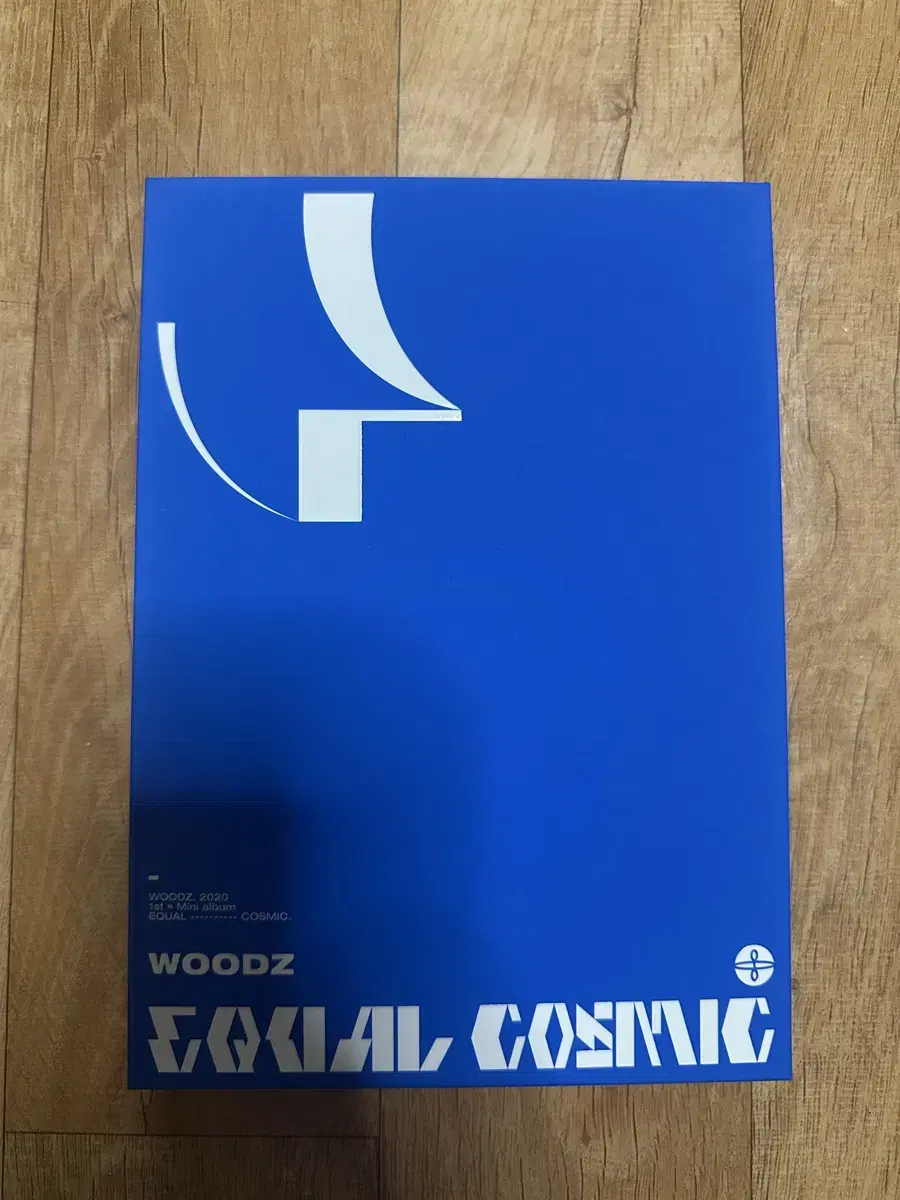 WOODZ. 2020
1st = Mini album
EQUAL ---------- COSMIC.
WOODZ
EQUAL COSMIC